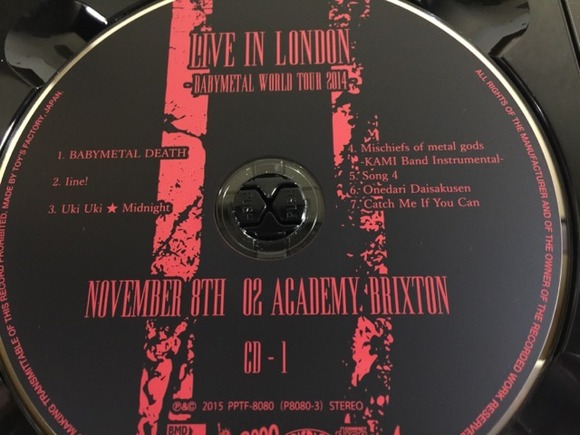 LIVE IN LONDON
-BABYMETAL WORLD TOUR 2014-
1. BABYMETAL DEATH
2. Iine!
3. Uki Uki ★ Midnight
4. Mischiefs of metal gods
-KAMI Band Instrumental-
5. Song 4
6. Onedari Daisakusen
7. Catch Me If You Can
NOVEMBER 8TH O2 ACADEMY BRIXTON
CD - 1
℗&© 2015 PPTF-8080 (P8080-3) STEREO
BMD
ALL RIGHTS OF THE MANUFACTURER AND OF THE OWNER OF THE RECORDED WORK RESERVE
MAKING TRANSMITTABLE OF THIS RECORD PROHIBITED. MADE BY TOY'S FACTORY, JAPAN.